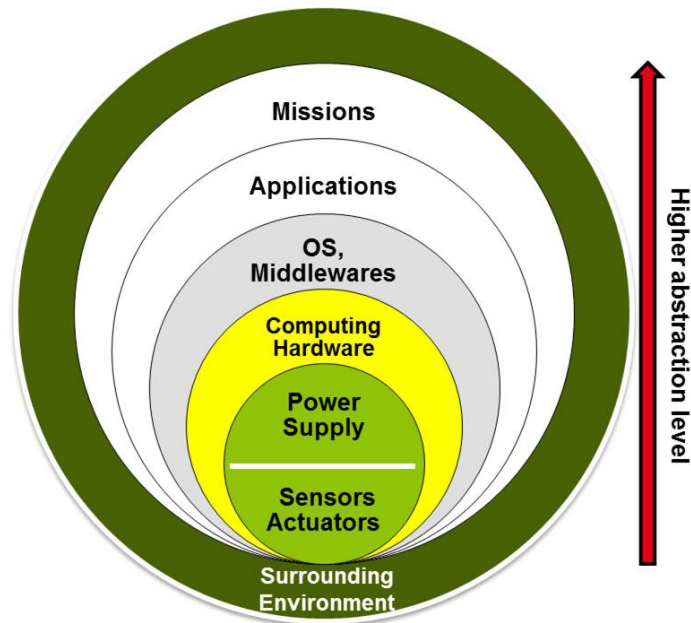 Missions
Applications
OS,
Middlewares
Computing
Hardware
Power
Supply
Sensors
Actuators
Surrounding
Environment
Higher abstraction level